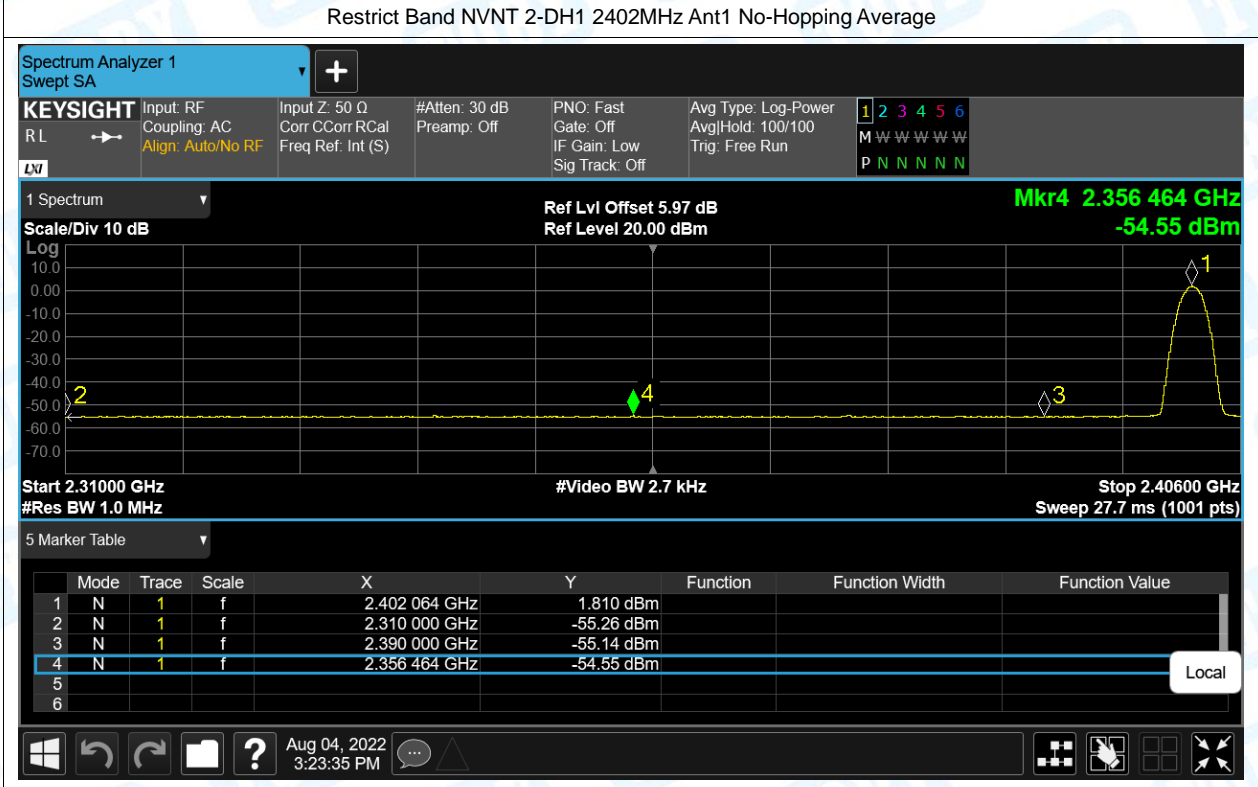 Restrict Band NVNT 2-DH1 2402MHz Ant1 No-Hopping Average
Spectrum Analyzer 1
Swept SA
+
KEYSIGHT
RL
LXI
Input: RF
Coupling: AC
Align: Auto/No RF
Input Z: 50 Ω
Corr CCorr RCal
Freq Ref: Int (S)
#Atten: 30 dB
Preamp: Off
PNO: Fast
Gate: Off
IF Gain: Low
Sig Track: Off
Avg Type: Log-Power
Avg|Hold: 100/100
Trig: Free Run
1 2 3 4 5 6
M W W W W W
P N N N N N
1 Spectrum
Scale/Div 10 dB
Ref Lvl Offset 5.97 dB
Ref Level 20.00 dBm
Mkr4 2.356 464 GHz
-54.55 dBm
Log
10.0
0.00
-10.0
-20.0
-30.0
-40.0
-50.0
-60.0
-70.0
1
2
4
3
Start 2.31000 GHz
#Res BW 1.0 MHz
#Video BW 2.7 kHz
Stop 2.40600 GHz
Sweep 27.7 ms (1001 pts)
5 Marker Table
Mode Trace Scale X Y Function Function Width Function Value
1 N 1 f 2.402 064 GHz 1.810 dBm
2 N 1 f 2.310 000 GHz -55.26 dBm
3 N 1 f 2.390 000 GHz -55.14 dBm
4 N 1 f 2.356 464 GHz -54.55 dBm
5
6
Local
?
Aug 04, 2022
3:23:35 PM